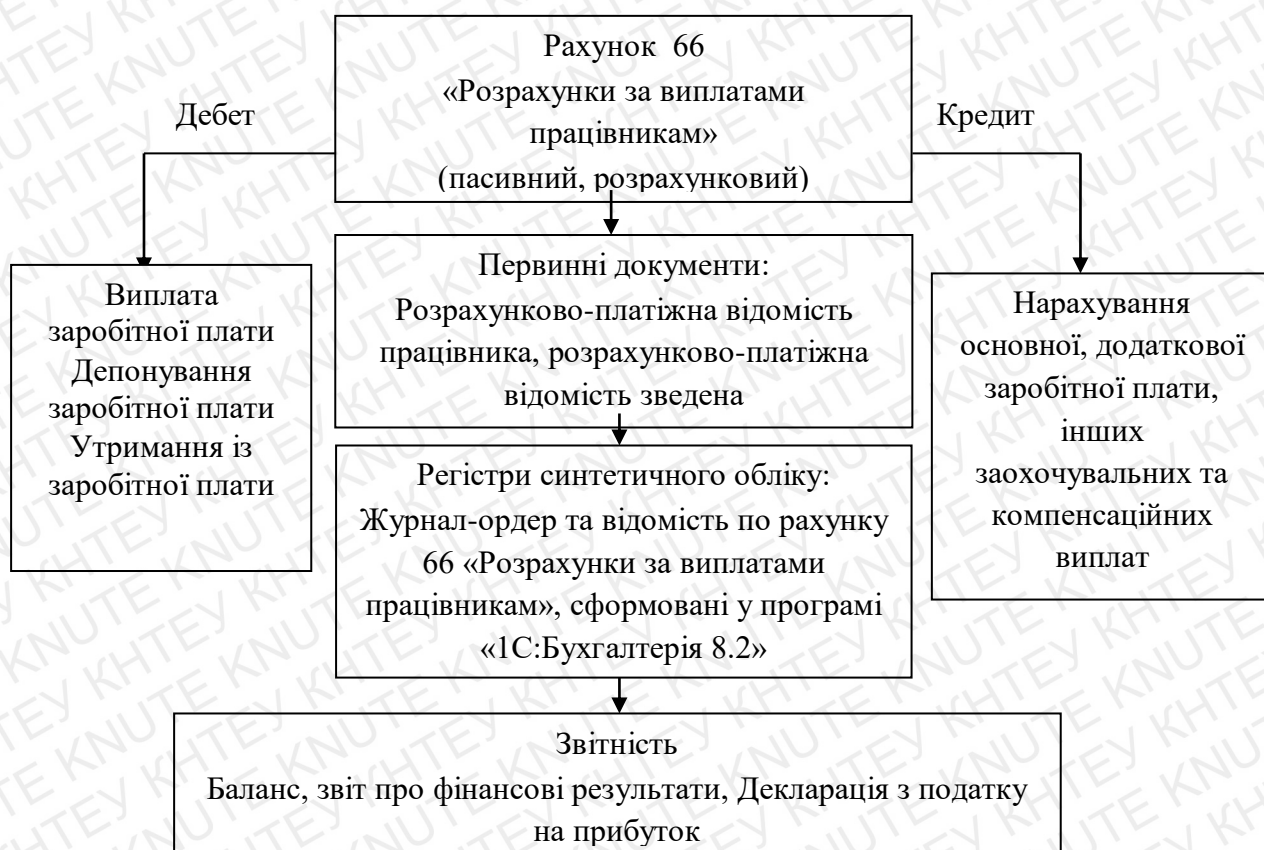 Рахунок 66
«Розрахунки за виплатами
працівникам»
(пасивний, розрахунковий)
Дебет
Кредит
Виплата
заробітної плати
Депонування
заробітної плати
Утримання із
заробітної плати
Первинні документи:
Розрахунково-платіжна відомість
працівника, розрахунково-платіжна
відомість зведена
Нарахування
основної, додаткової
заробітної плати,
інших
заохочувальних та
компенсаційних
виплат
Регістри синтетичного обліку:
Журнал-ордер та відомість по рахунку
66 «Розрахунки за виплатами
працівникам», сформовані у програмі
«1С:Бухгалтерія 8.2»
Звітність
Баланс, звіт про фінансові результати, Декларація з податку
на прибуток